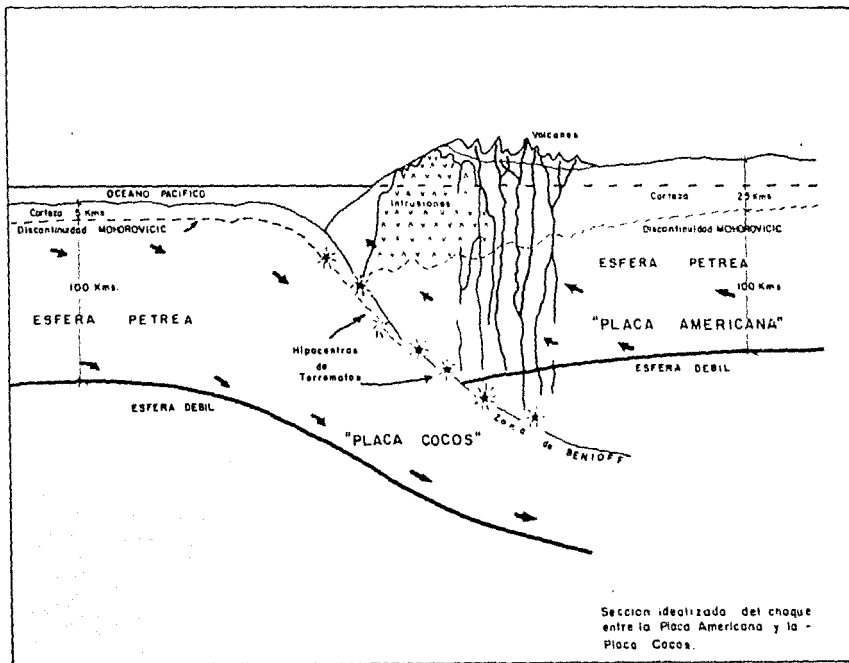 Volcanes
OCEANO PACIFICO
Corteza 5 Kms
Discontinuidad MOHOROVICIC
Intrusiones
Corteza 25 Kms
Discontinuidad MOHOROVICIC
ESFERA PETREA
100 Kms.
ESFERA PETREA
100 Kms.
"PLACA AMERICANA"
Hipocentros
de
Terremotos
ESFERA DEBIL
ESFERA DEBIL
"PLACA COCOS"
Zona de BENIOFF
Seccion idealizada del choque
entre la Placa Americana y la -
Placa Cocos.